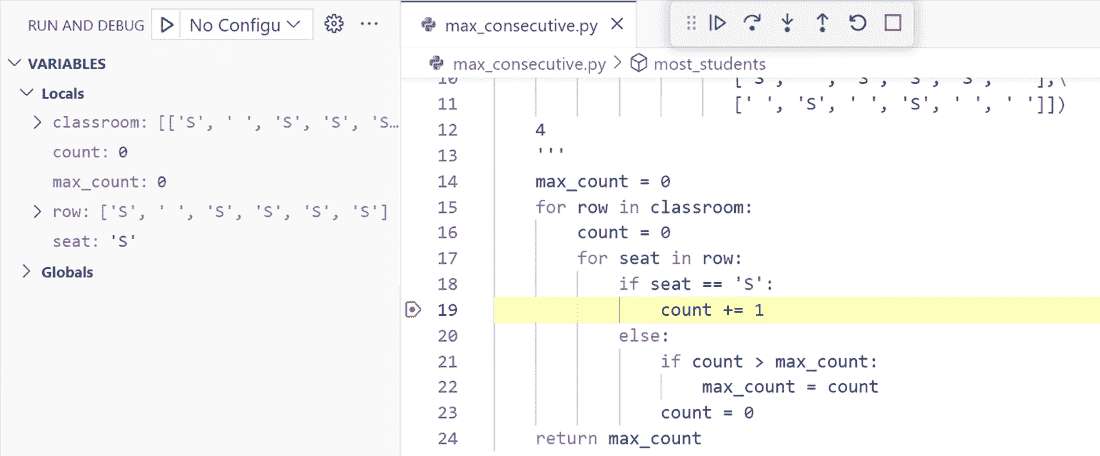 RUN AND DEBUG No Configu ...
VARIABLES
Locals
classroom: [['S', ' ', 'S', 'S', 'S...
count: 0
max_count: 0
row: ['S', ' ', 'S', 'S', 'S', 'S']
seat: 'S'
Globals
max_consecutive.py
max_consecutive.py > most_students
10 ['S', ' ', 'S', 'S', 'S', ' '],\
11 [' ', 'S', ' ', 'S', ' ', ' ']])
12 4
13 '''
14 max_count = 0
15 for row in classroom:
16 count = 0
17 for seat in row:
18 if seat == 'S':
19 count += 1
20 else:
21 if count > max_count:
22 max_count = count
23 count = 0
24 return max_count